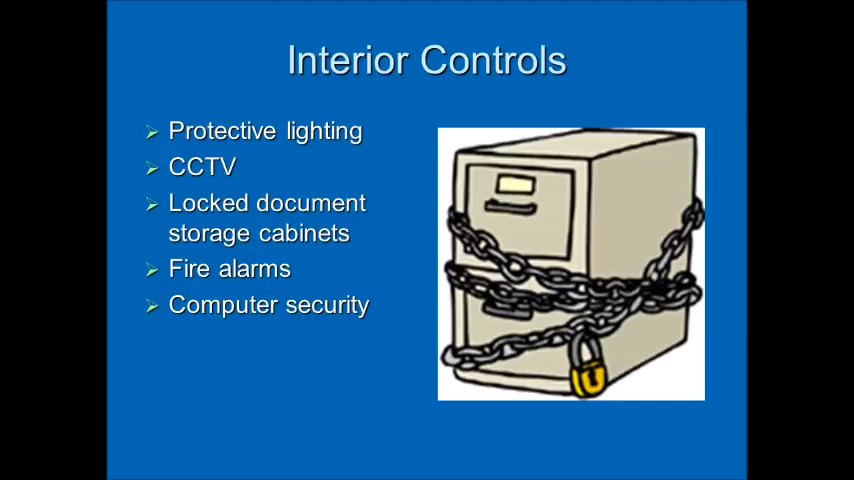 Interior Controls
Protective lighting
CCTV
Locked document
storage cabinets
Fire alarms
Computer security